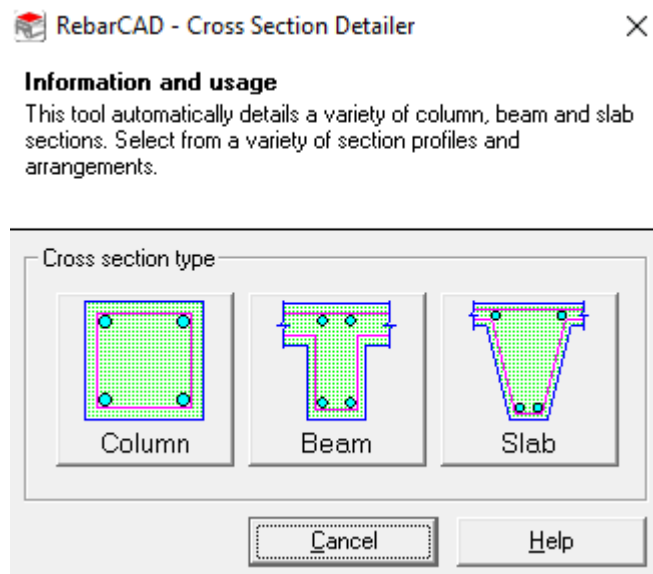 RebarCAD - Cross Section Detailer
Information and usage
This tool automatically details a variety of column, beam and slab
sections. Select from a variety of section profiles and
arrangements.
Cross section type
Column
Beam
Slab
Cancel
Help